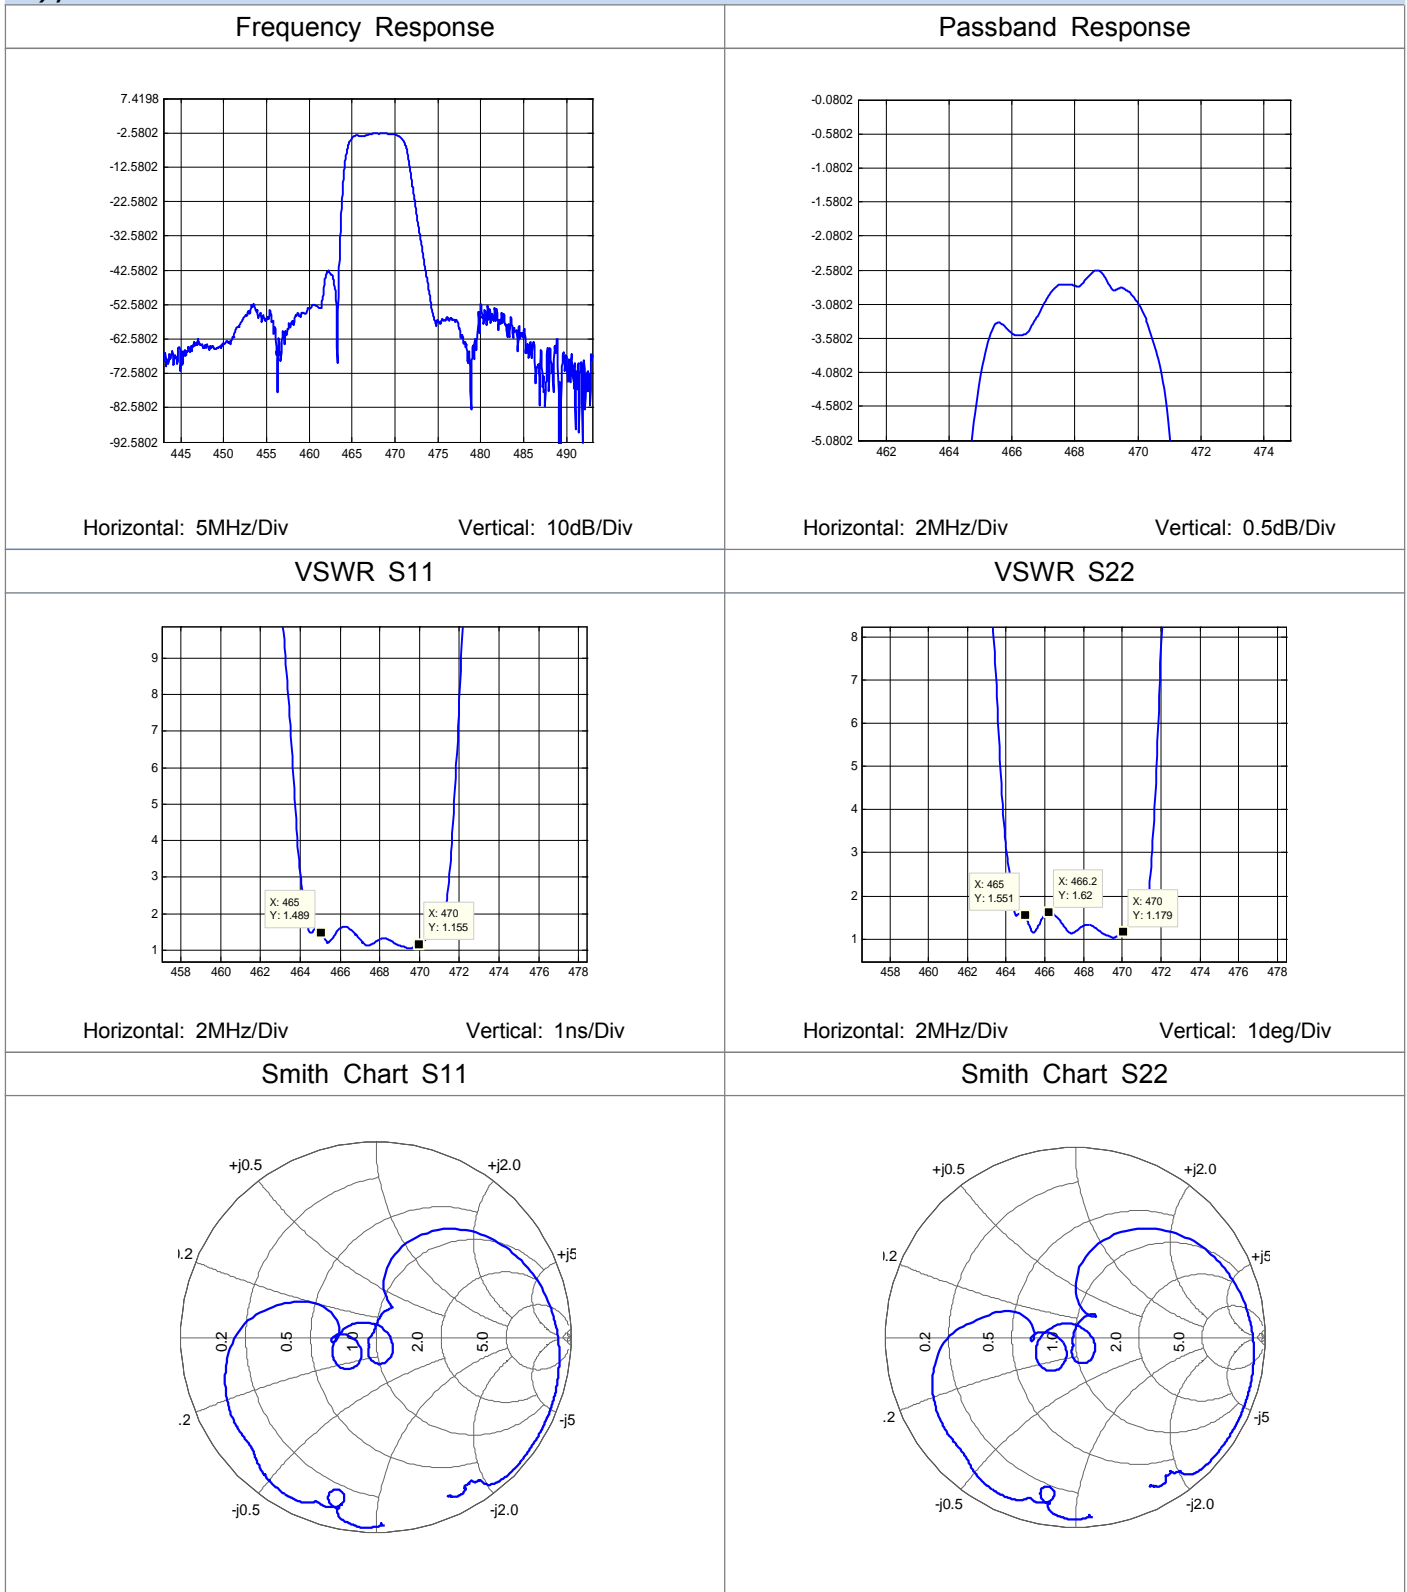 Frequency Response
Passband Response
7.4198
-2.5802
-12.5802
-22.5802
-32.5802
-42.5802
-52.5802
-62.5802
-72.5802
-82.5802
-92.5802
445 450 455 460 465 470 475 480 485 490
-0.0802
-0.5802
-1.0802
-1.5802
-2.0802
-2.5802
-3.0802
-3.5802
-4.0802
-4.5802
-5.0802
462 464 466 468 470 472 474
Horizontal: 5MHz/Div Vertical: 10dB/Div
Horizontal: 2MHz/Div Vertical: 0.5dB/Div
VSWR S11
VSWR S22
9
8
7
6
5
4
3
2
1
X: 465
Y: 1.489
X: 470
Y: 1.155
458 460 462 464 466 468 470 472 474 476 478
8
7
6
5
4
3
2
1
X: 465
Y: 1.551
X: 466.2
Y: 1.62
X: 470
Y: 1.179
458 460 462 464 466 468 470 472 474 476 478
Horizontal: 2MHz/Div Vertical: 1ns/Div
Horizontal: 2MHz/Div Vertical: 1deg/Div
Smith Chart S11
Smith Chart S22
+j0.5
+j2.0
).2
+j5
0.2 0.5 1.0 2.0 5.0
.2
-j5
-j0.5
-j2.0
+j0.5
+j2.0
).2
+j5
0.2 0.5 1.0 2.0 5.0
.2
-j5
-j0.5
-j2.0